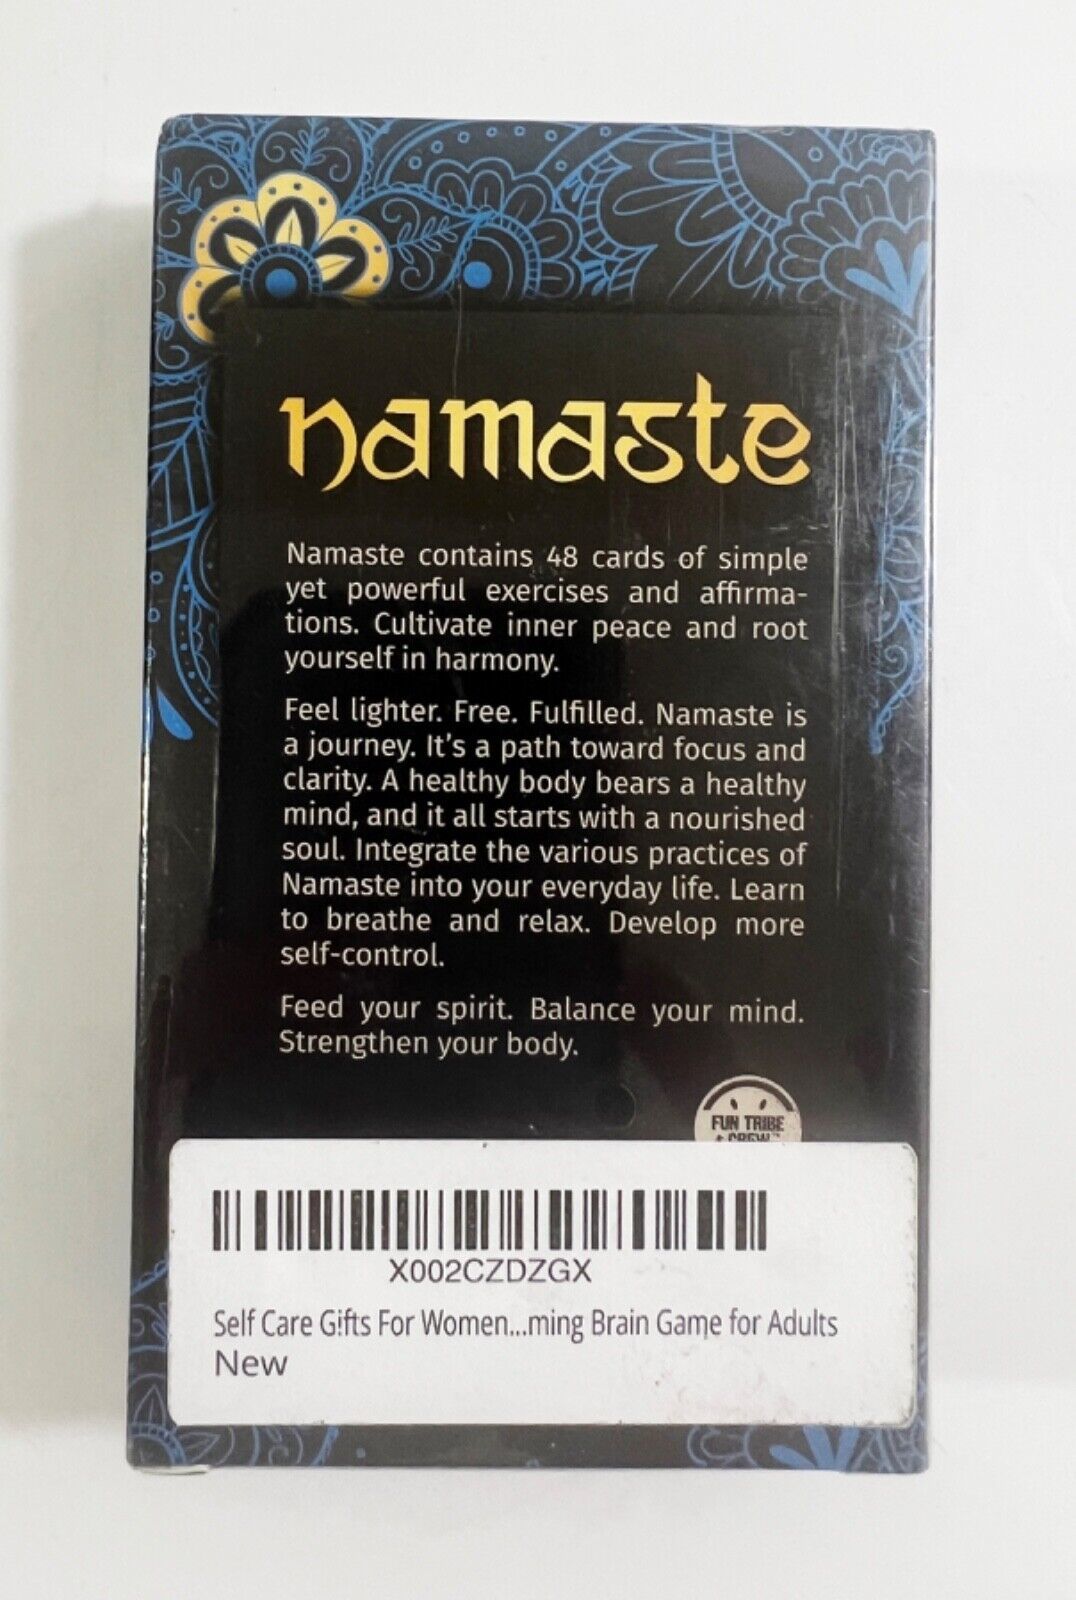 namaste
Namaste contains 48 cards of simple
yet powerful exercises and affirma-
tions. Cultivate inner peace and root
yourself in harmony.
Feel lighter. Free. Fulfilled. Namaste is
a journey. It's a path toward focus and
clarity. A healthy body bears a healthy
mind, and it all starts with a nourished
soul. Integrate the various practices of
Namaste into your everyday life. Learn
to breathe and relax. Develop more
self-control.
Feed your spirit. Balance your mind.
Strengthen your body.
FUN TRIBE
CREW™
X002CZDZGX
Self Care Gifts For Women...ming Brain Game for Adults
New